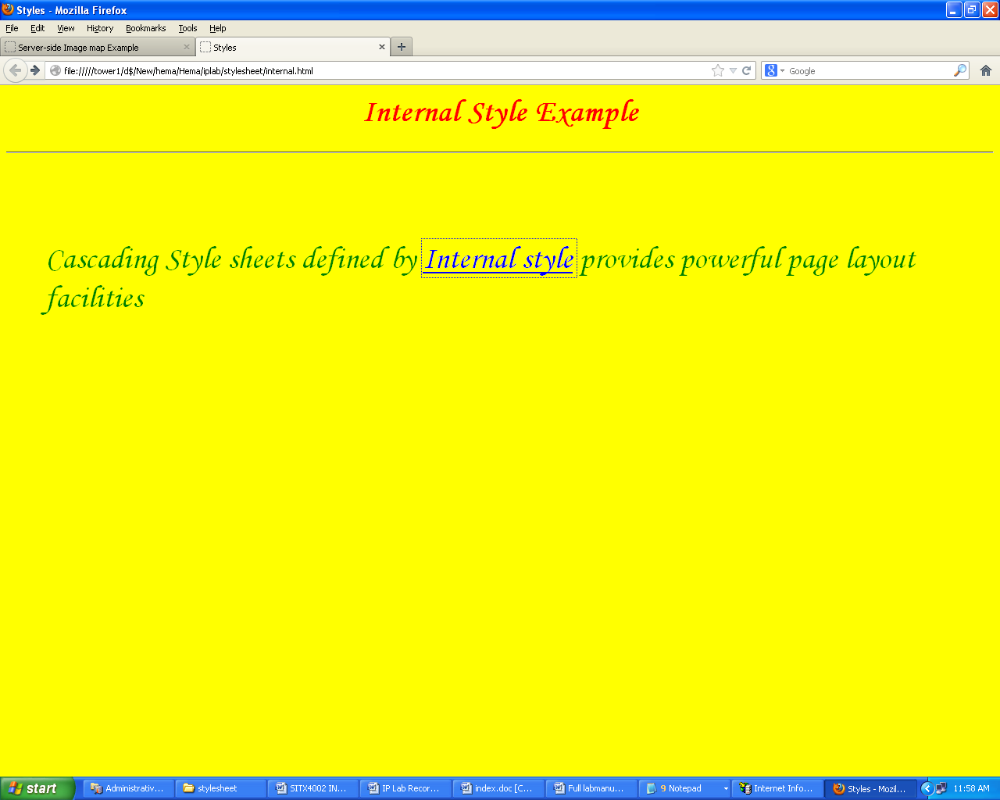 Styles - Mozilla Firefox
File Edit View History Bookmarks Tools Help
Server-side Image map Example Styles
file://///tower1/d$/New/hema/Hema/iplab/stylesheet/internal.html Google
Internal Style Example
Cascading Style sheets defined by Internal style provides powerful page layout
facilities
start Administrativ... stylesheet SITX4002 IN... IP Lab Recor... index.doc [C... Full labmanu... 9 Notepad Internet Info... Styles - Mozil... 11:58 AM